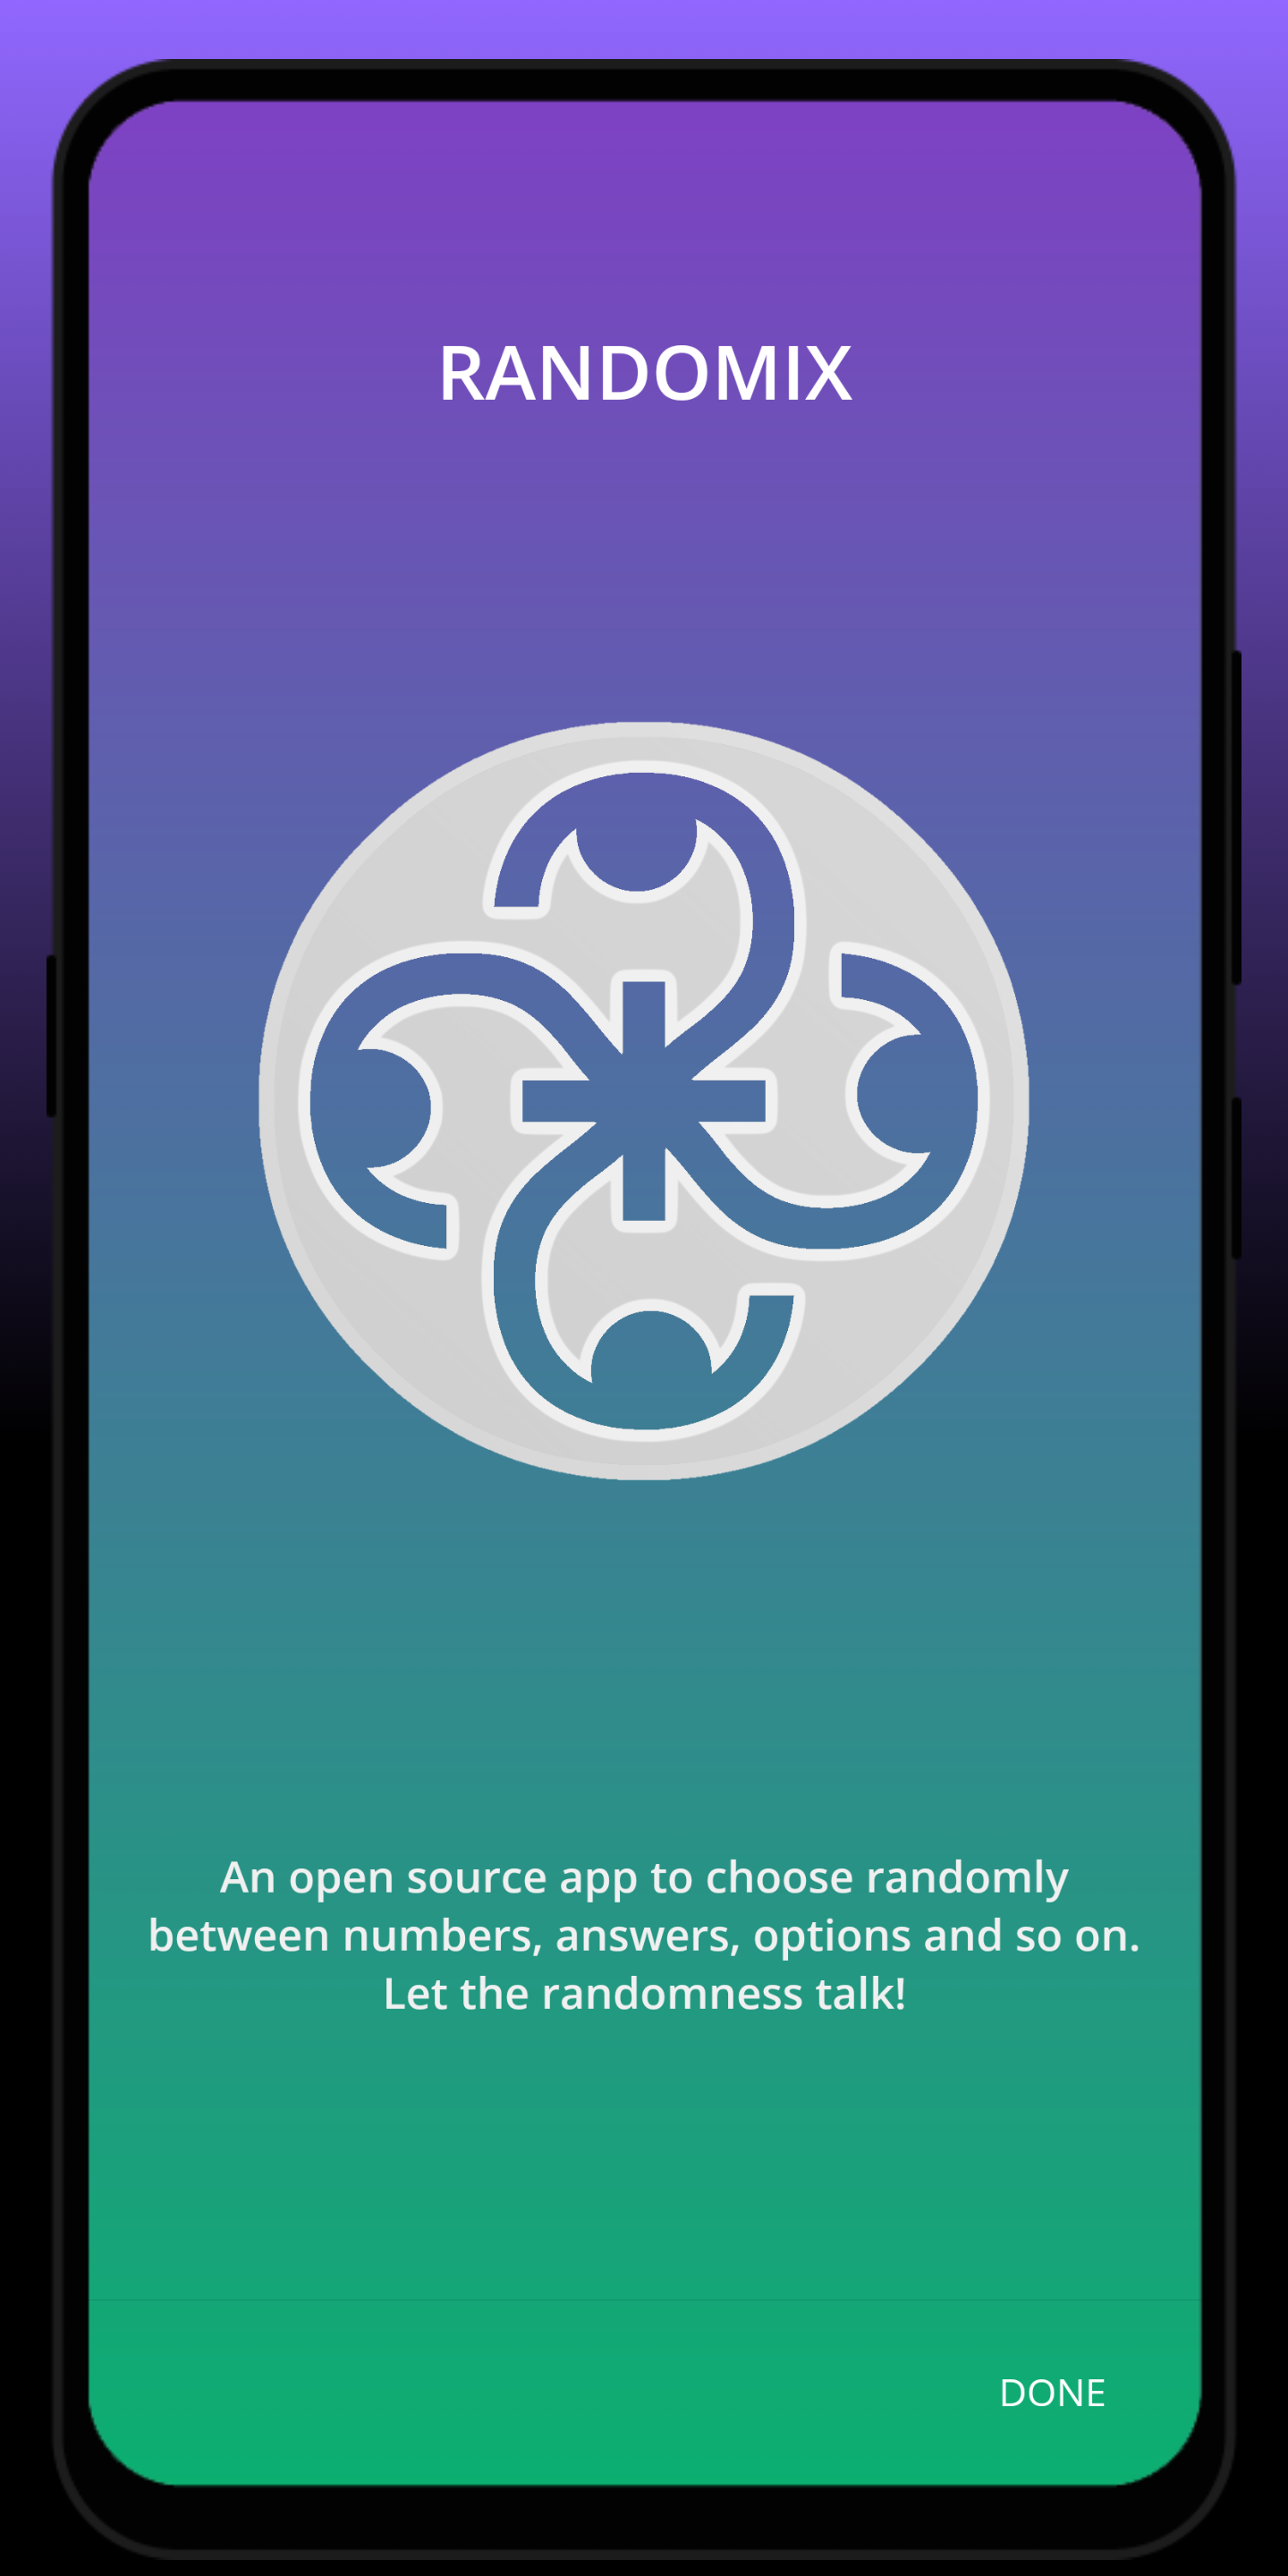 RANDOMIX
An open source app to choose randomly
between numbers, answers, options and so on.
Let the randomness talk!
DONE